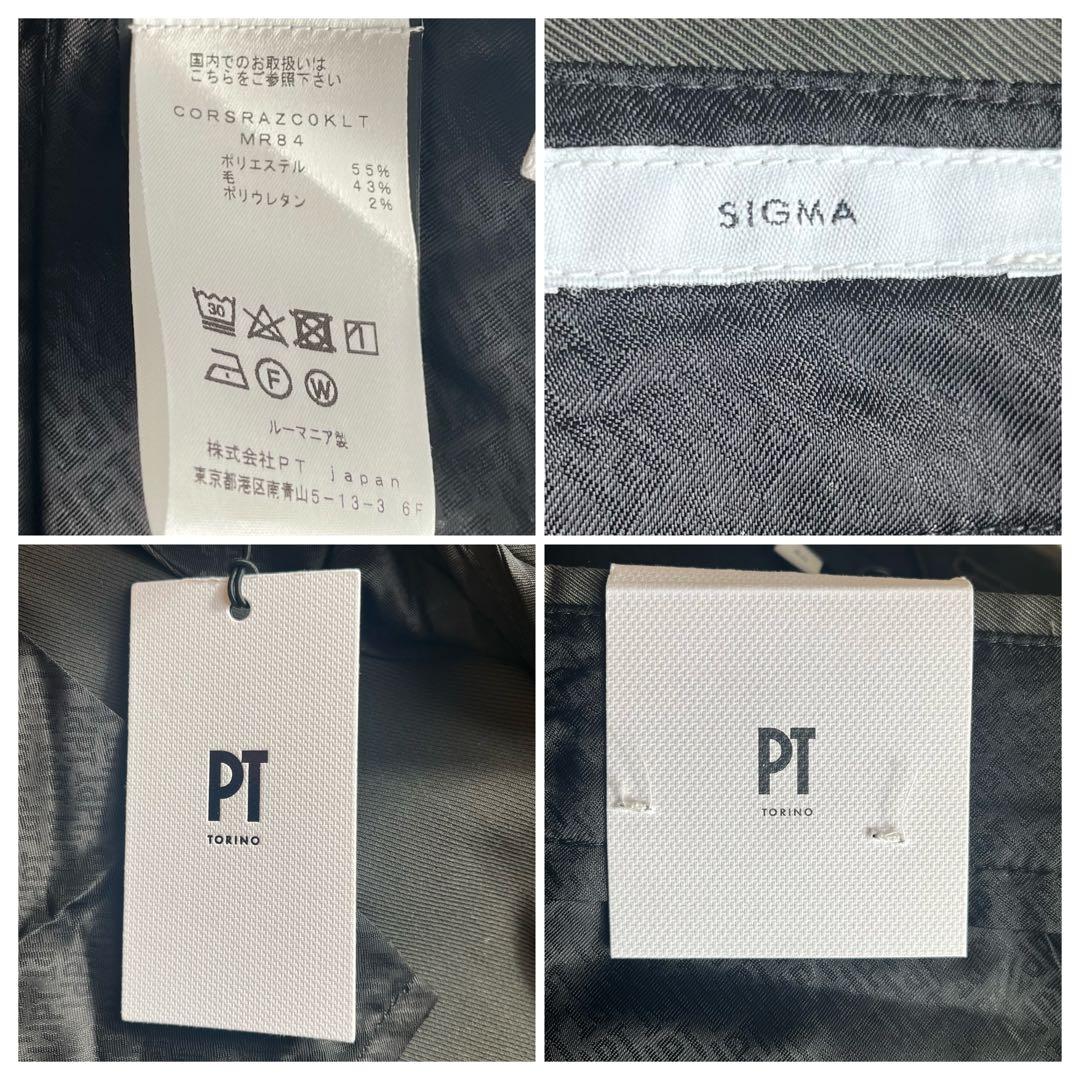 国内でのお取扱いは
こちらをご参照下さい
CORSRAZC0KLT
MR84
ポリエステル 55%
毛 43%
ポリウレタン 2%
30
F W
ルーマニア製
株式会社PT japan
東京都港区南青山5-13-3 6F
SIGMA
PT
TORINO
PT
TORINO